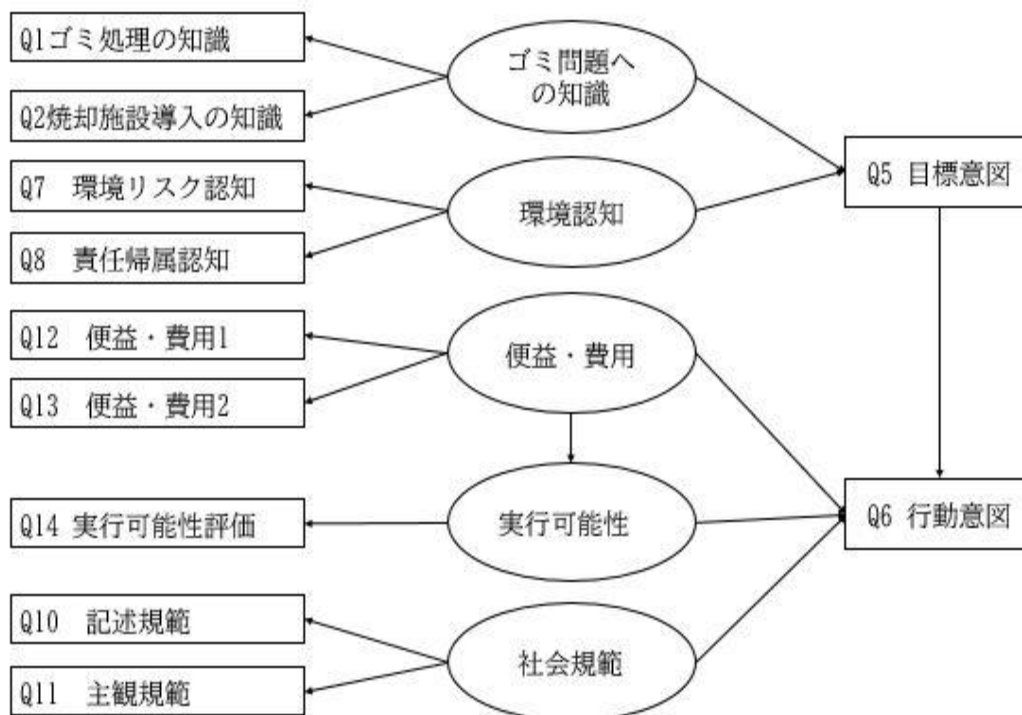 Q1ゴミ処理の知識
Q2焼却施設導入の知識
Q7　環境リスク認知
Q8　責任帰属認知
Q12　便益・費用1
Q13　便益・費用2
Q14 実行可能性評価
Q10　記述規範
Q11　主観規範
ゴミ問題へ
の知識
環境認知
便益・費用
実行可能性
社会規範
Q5 目標意図
Q6 行動意図